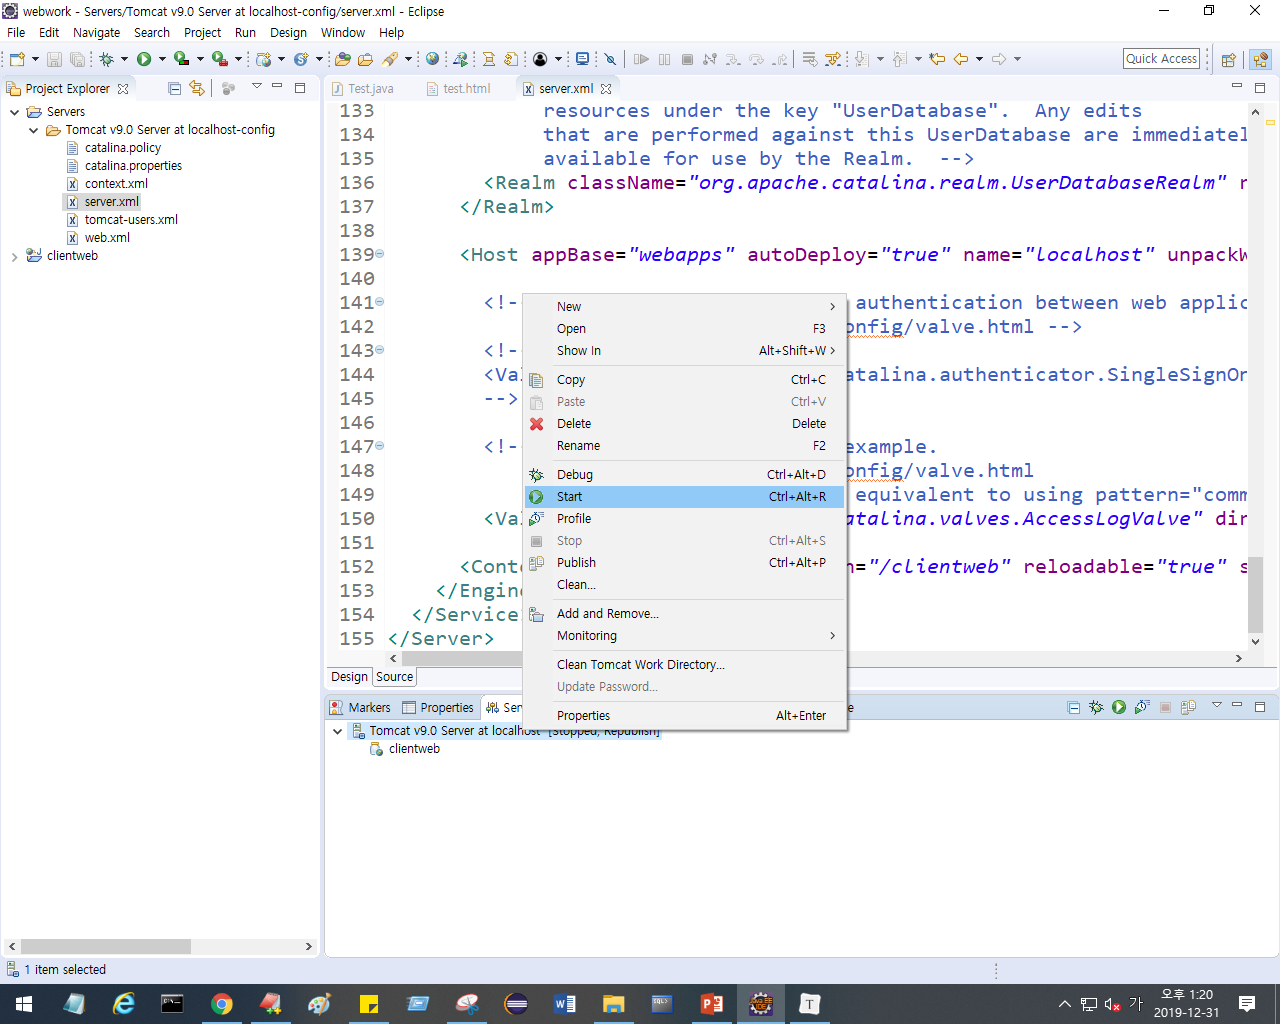 webwork - Servers/Tomcat v9.0 Server at localhost-config/server.xml - Eclipse
File Edit Navigate Search Project Run Design Window Help
Quick Access
Project Explorer
Servers
Tomcat v9.0 Server at localhost-config
catalina.policy
catalina.properties
context.xml
server.xml
tomcat-users.xml
web.xml
clientweb
Test.java test.html server.xml
133 resources under the key "UserDatabase". Any edits
134 that are performed against this UserDatabase are immediatel
135 available for use by the Realm. -->
136 <Realm className="org.apache.catalina.realm.UserDatabaseRealm" r
137 </Realm>
138
139 <Host appBase="webapps" autoDeploy="true" name="localhost" unpackW
140
141 <!-- authentication between web applic
142 onfig/valve.html -->
143 <!--
144 <Val atalina.authenticator.SingleSignOn
145 -->
146
147 <!-- example.
148 onfig/valve.html
149 equivalent to using pattern="comm
150 <Val atalina.valves.AccessLogValve" dir
151
152 <Conte h="/clientweb" reloadable="true" s
153 </Engine
154 </Service>
155 </Server>
New
Open F3
Show In Alt+Shift+W
Copy Ctrl+C
Paste Ctrl+V
Delete Delete
Rename F2
Debug Ctrl+Alt+D
Start Ctrl+Alt+R
Profile
Stop Ctrl+Alt+S
Publish Ctrl+Alt+P
Clean...
Add and Remove...
Monitoring
Clean Tomcat Work Directory...
Update Password...
Properties Alt+Enter
Design Source
Markers Properties Ser e
Tomcat v9.0 Server at localhost [Stopped, Republish]
clientweb
1 item selected
가
오후 1:20
2019-12-31